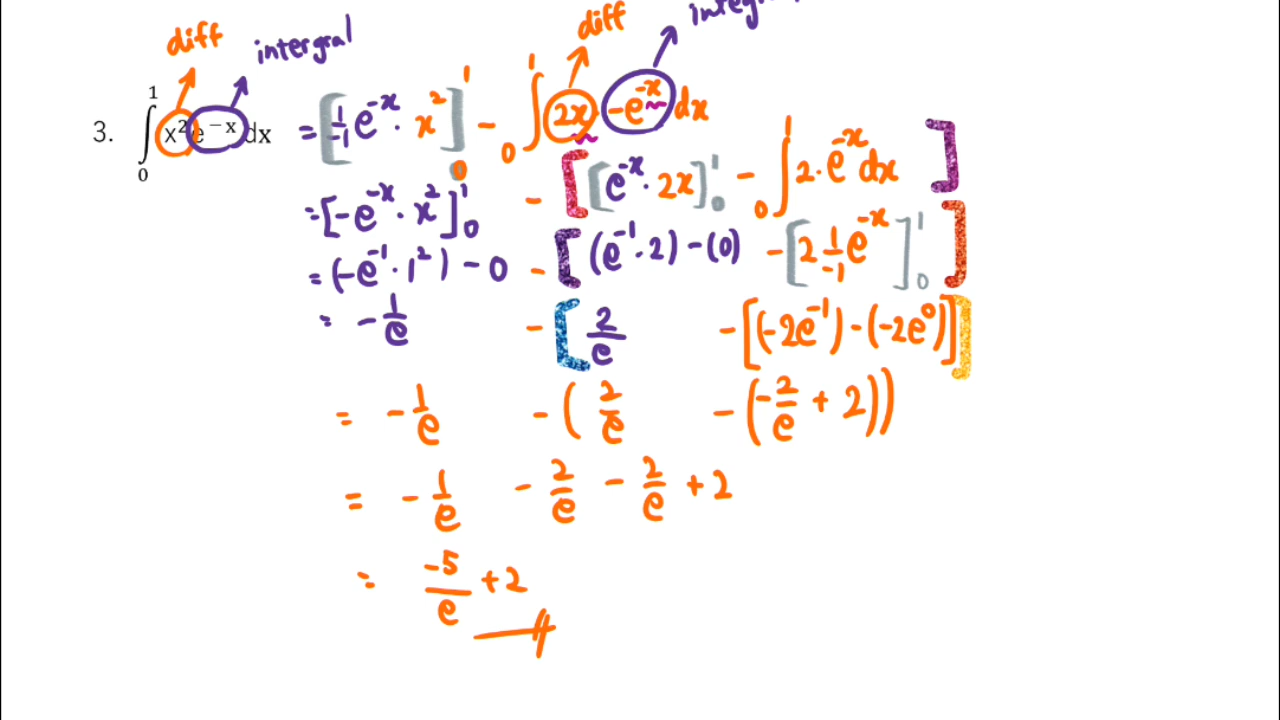 diff integ
diff intergral
3. ∫₀¹ x²e⁻ˣ dx = [1/-1 e⁻ˣ · x²]₀¹ - ∫₀¹ 2x · -e⁻ˣ dx
= [-e⁻ˣ · x²]₀¹ - [[e⁻ˣ · 2x]₀¹ - ∫₀¹ 2 · e⁻ˣ dx]
= (-e⁻¹ · 1²) - 0 - [(e⁻¹ · 2) - (0) - [2 1/-1 e⁻ˣ]₀¹]
= - 1/e - [2/e - [(-2e⁻¹) - (-2e⁰)]]
= - 1/e - (2/e - (-2/e + 2))
= - 1/e - 2/e - 2/e + 2
= -5/e + 2